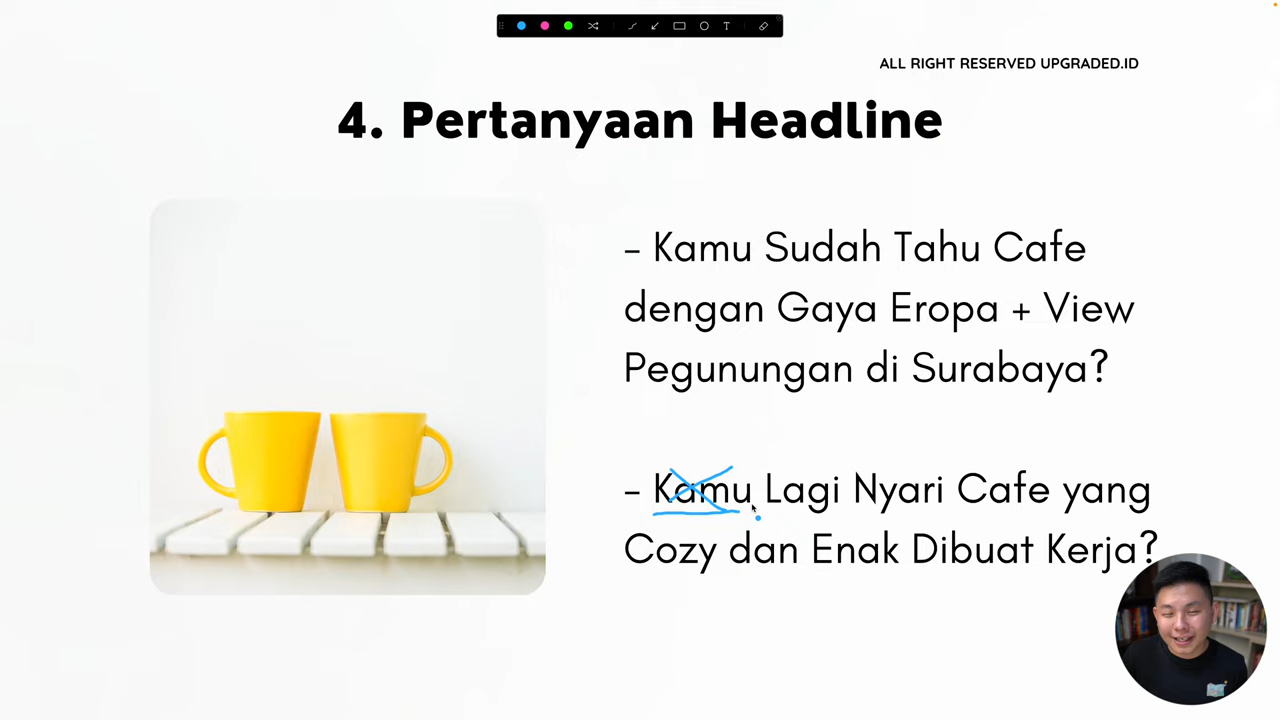 ALL RIGHT RESERVED UPGRADED.ID
4. Pertanyaan Headline
- Kamu Sudah Tahu Cafe
dengan Gaya Eropa + View
Pegunungan di Surabaya?
- Kamu Lagi Nyari Cafe yang
Cozy dan Enak Dibuat Kerja?